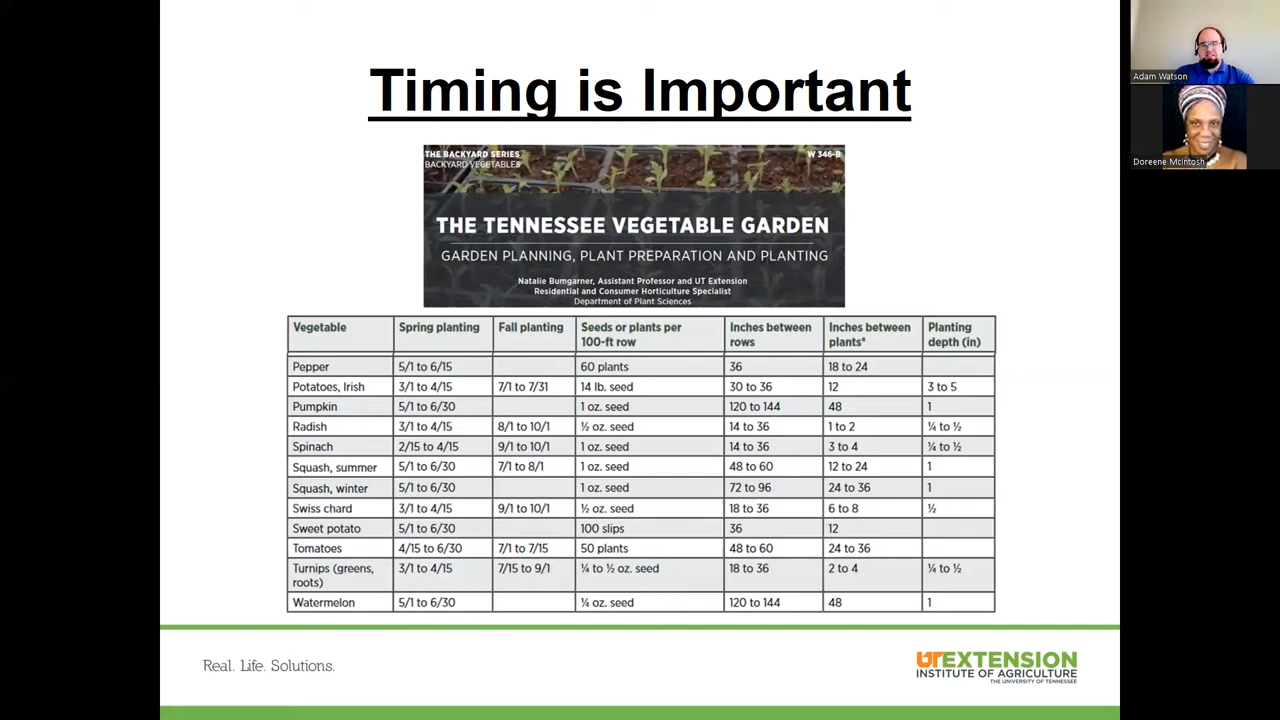 Timing is Important
THE BACKYARD SERIES
BACKYARD VEGETABLES
W 346-B
THE TENNESSEE VEGETABLE GARDEN
GARDEN PLANNING, PLANT PREPARATION AND PLANTING
Natalie Bumgarner, Assistant Professor and UT Extension
Residential and Consumer Horticulture Specialist
Department of Plant Sciences
Vegetable Spring planting Fall planting Seeds or plants per 100-ft row Inches between rows Inches between plants* Planting depth (in)
Pepper 5/1 to 6/15 60 plants 36 18 to 24
Potatoes, Irish 3/1 to 4/15 7/1 to 7/31 14 lb. seed 30 to 36 12 3 to 5
Pumpkin 5/1 to 6/30 1 oz. seed 120 to 144 48 1
Radish 3/1 to 4/15 8/1 to 10/1 ½ oz. seed 14 to 36 1 to 2 ¼ to ½
Spinach 2/15 to 4/15 9/1 to 10/1 1 oz. seed 14 to 36 3 to 4 ¼ to ½
Squash, summer 5/1 to 6/30 7/1 to 8/1 1 oz. seed 48 to 60 12 to 24 1
Squash, winter 5/1 to 6/30 1 oz. seed 72 to 96 24 to 36 1
Swiss chard 3/1 to 4/15 9/1 to 10/1 ½ oz. seed 18 to 36 6 to 8 ½
Sweet potato 5/1 to 6/30 100 slips 36 12
Tomatoes 4/15 to 6/30 7/1 to 7/15 50 plants 48 to 60 24 to 36
Turnips (greens, roots) 3/1 to 4/15 7/15 to 9/1 ¼ to ½ oz. seed 18 to 36 2 to 4 ¼ to ½
Watermelon 5/1 to 6/30 ¼ oz. seed 120 to 144 48 1
Real. Life. Solutions.
UT EXTENSION
INSTITUTE OF AGRICULTURE
THE UNIVERSITY OF TENNESSEE
Adam Watson
Doreene McIntosh